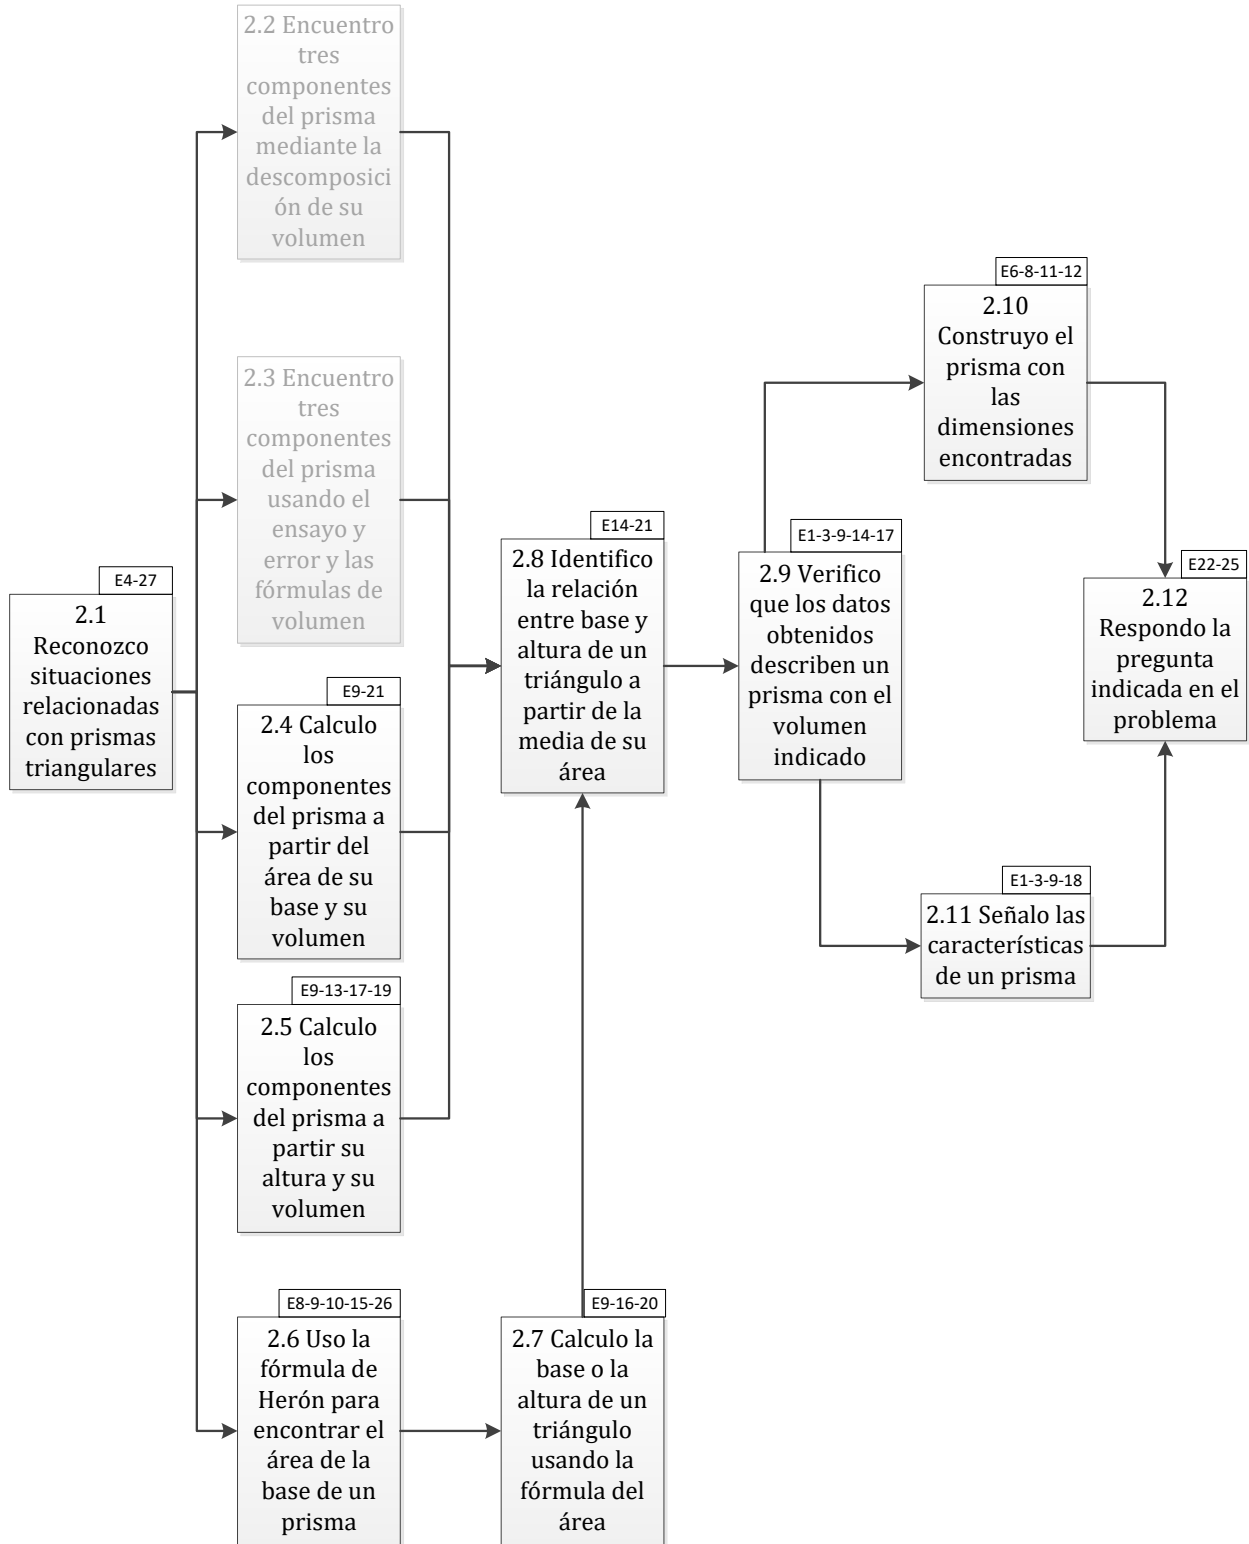 2.2 Encuentro
tres
componentes
del prisma
mediante la
descomposici
ón de su
volumen
2.3 Encuentro
tres
componentes
del prisma
usando el
ensayo y
error y las
fórmulas de
volumen
E4-27
2.1
Reconozco
situaciones
relacionadas
con prismas
triangulares
E9-21
2.4 Calculo
los
componentes
del prisma a
partir del
área de su
base y su
volumen
E9-13-17-19
2.5 Calculo
los
componentes
del prisma a
partir su
altura y su
volumen
E8-9-10-15-26
2.6 Uso la
fórmula de
Herón para
encontrar el
área de la
base de un
prisma
E9-16-20
2.7 Calculo la
base o la
altura de un
triángulo
usando la
fórmula del
área
E14-21
2.8 Identifico
la relación
entre base y
altura de un
triángulo a
partir de la
media de su
área
E1-3-9-14-17
2.9 Verifico
que los datos
obtenidos
describen un
prisma con el
volumen
indicado
E6-8-11-12
2.10
Construyo el
prisma con
las
dimensiones
encontradas
E1-3-9-18
2.11 Señalo las
característícas
de un prisma
E22-25
2.12
Respondo la
pregunta
indicada en el
problema